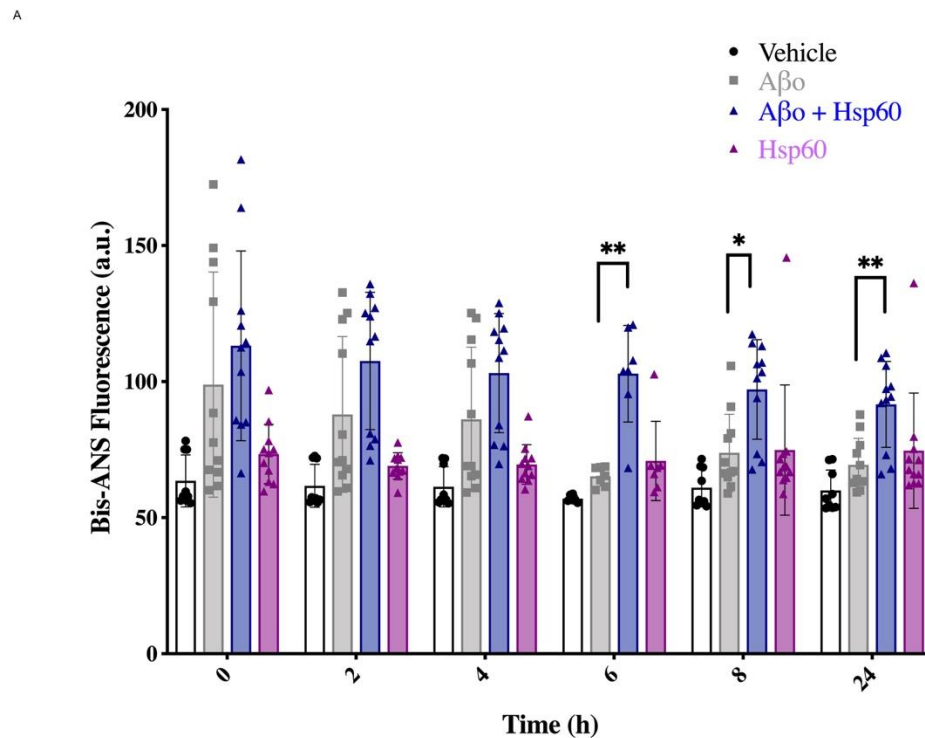 A
Vehicle
Aβo
Aβo + Hsp60
Hsp60
200
150
100
50
0
Bis-ANS Fluorescence (a.u.)
**
*
**
0
2
4
6
8
24
Time (h)